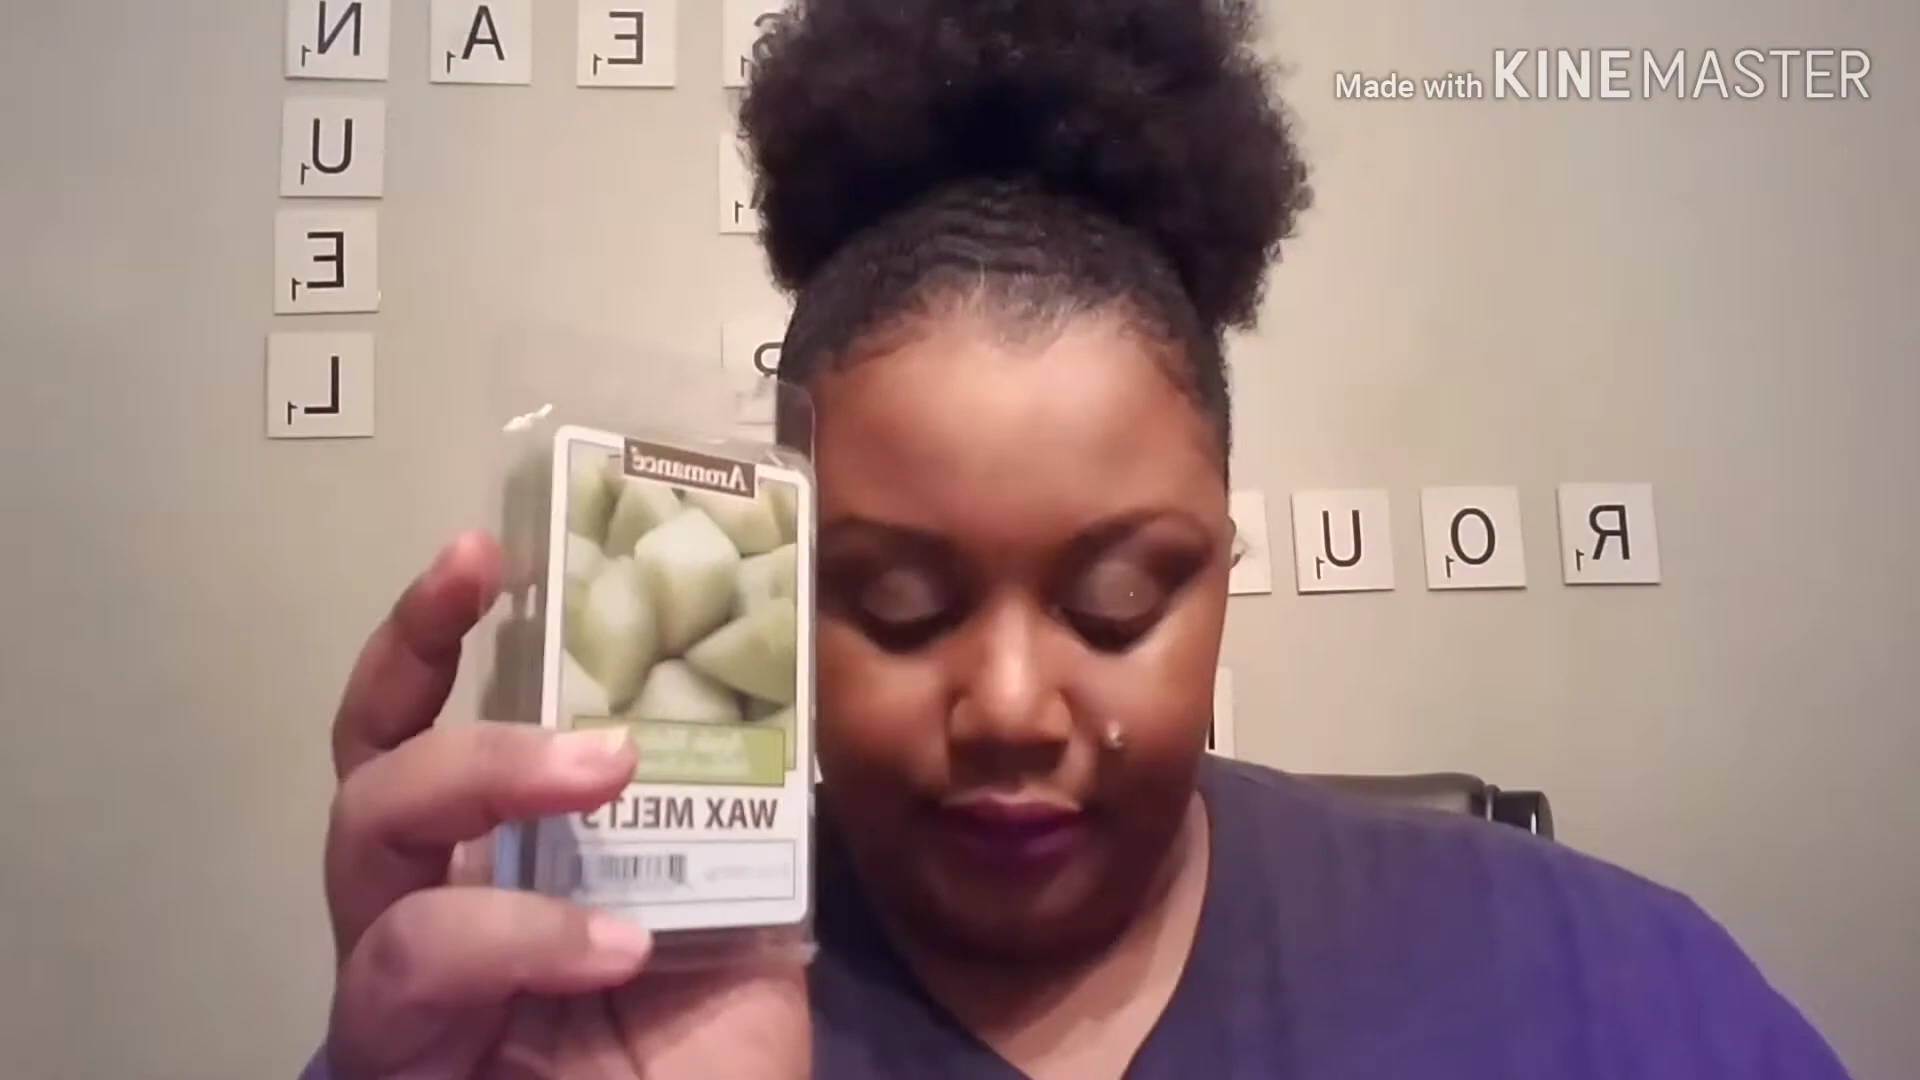 Made with KINEMASTER
N A E
U
E
L
R O U
Aromance
WAX MELTS